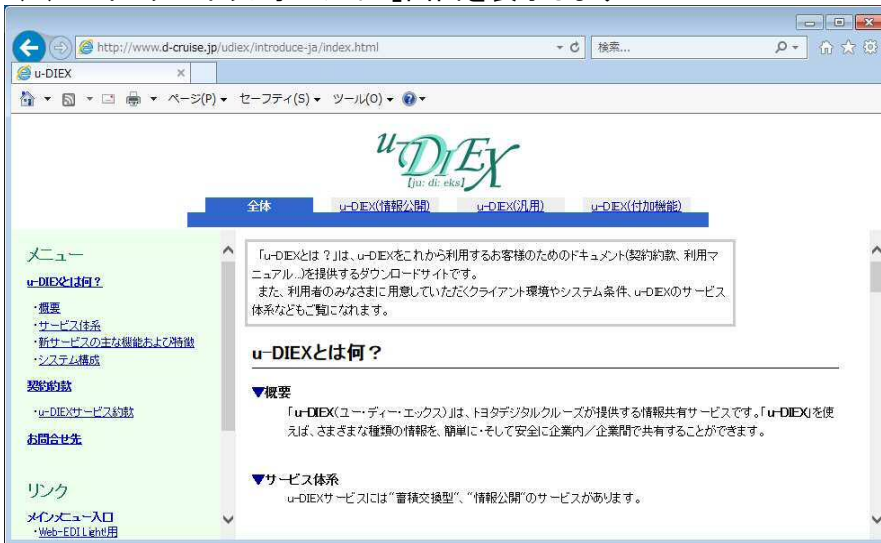 http://www.d-cruise.jp/udiex/introduce-ja/index.html
検索...
u-DIEX
ページ(P)
セーフティ(S)
ツール(O)
u-DIEX
[ju: di: eks]
全体
u-DIEX(情報公開)
u-DIEX(汎用)
u-DIEX(付加機能)
メニュー
u-DIEXとは何？
・概要
・サービス体系
・新サービスの主な機能および特徴
・システム構成
契約約款
・u-DIEXサービス約款
お問合せ先
リンク
メインメニュー入口
・Web-EDI Light!用
「u-DIEXとは？」は、u-DIEXをこれから利用するお客様のためのドキュメント(契約約款、利用マ
ニュアル...)を提供するダウンロードサイトです。
また、利用者のみなさまに用意していただくクライアント環境やシステム条件、u-DIEXのサービス
体系などもご覧になれます。
u-DIEXとは何？
▼概要
「u-DIEX(ユー・ディー・エックス)」は、トヨタデジタルクルーズが提供する情報共有サービスです。「u-DIEX」を使
えば、さまざまな種類の情報を、簡単に・そして安全に企業内／企業間で共有することができます。
▼サービス体系
u-DIEXサービスには“蓄積交換型”、“情報公開”のサービスがあります。